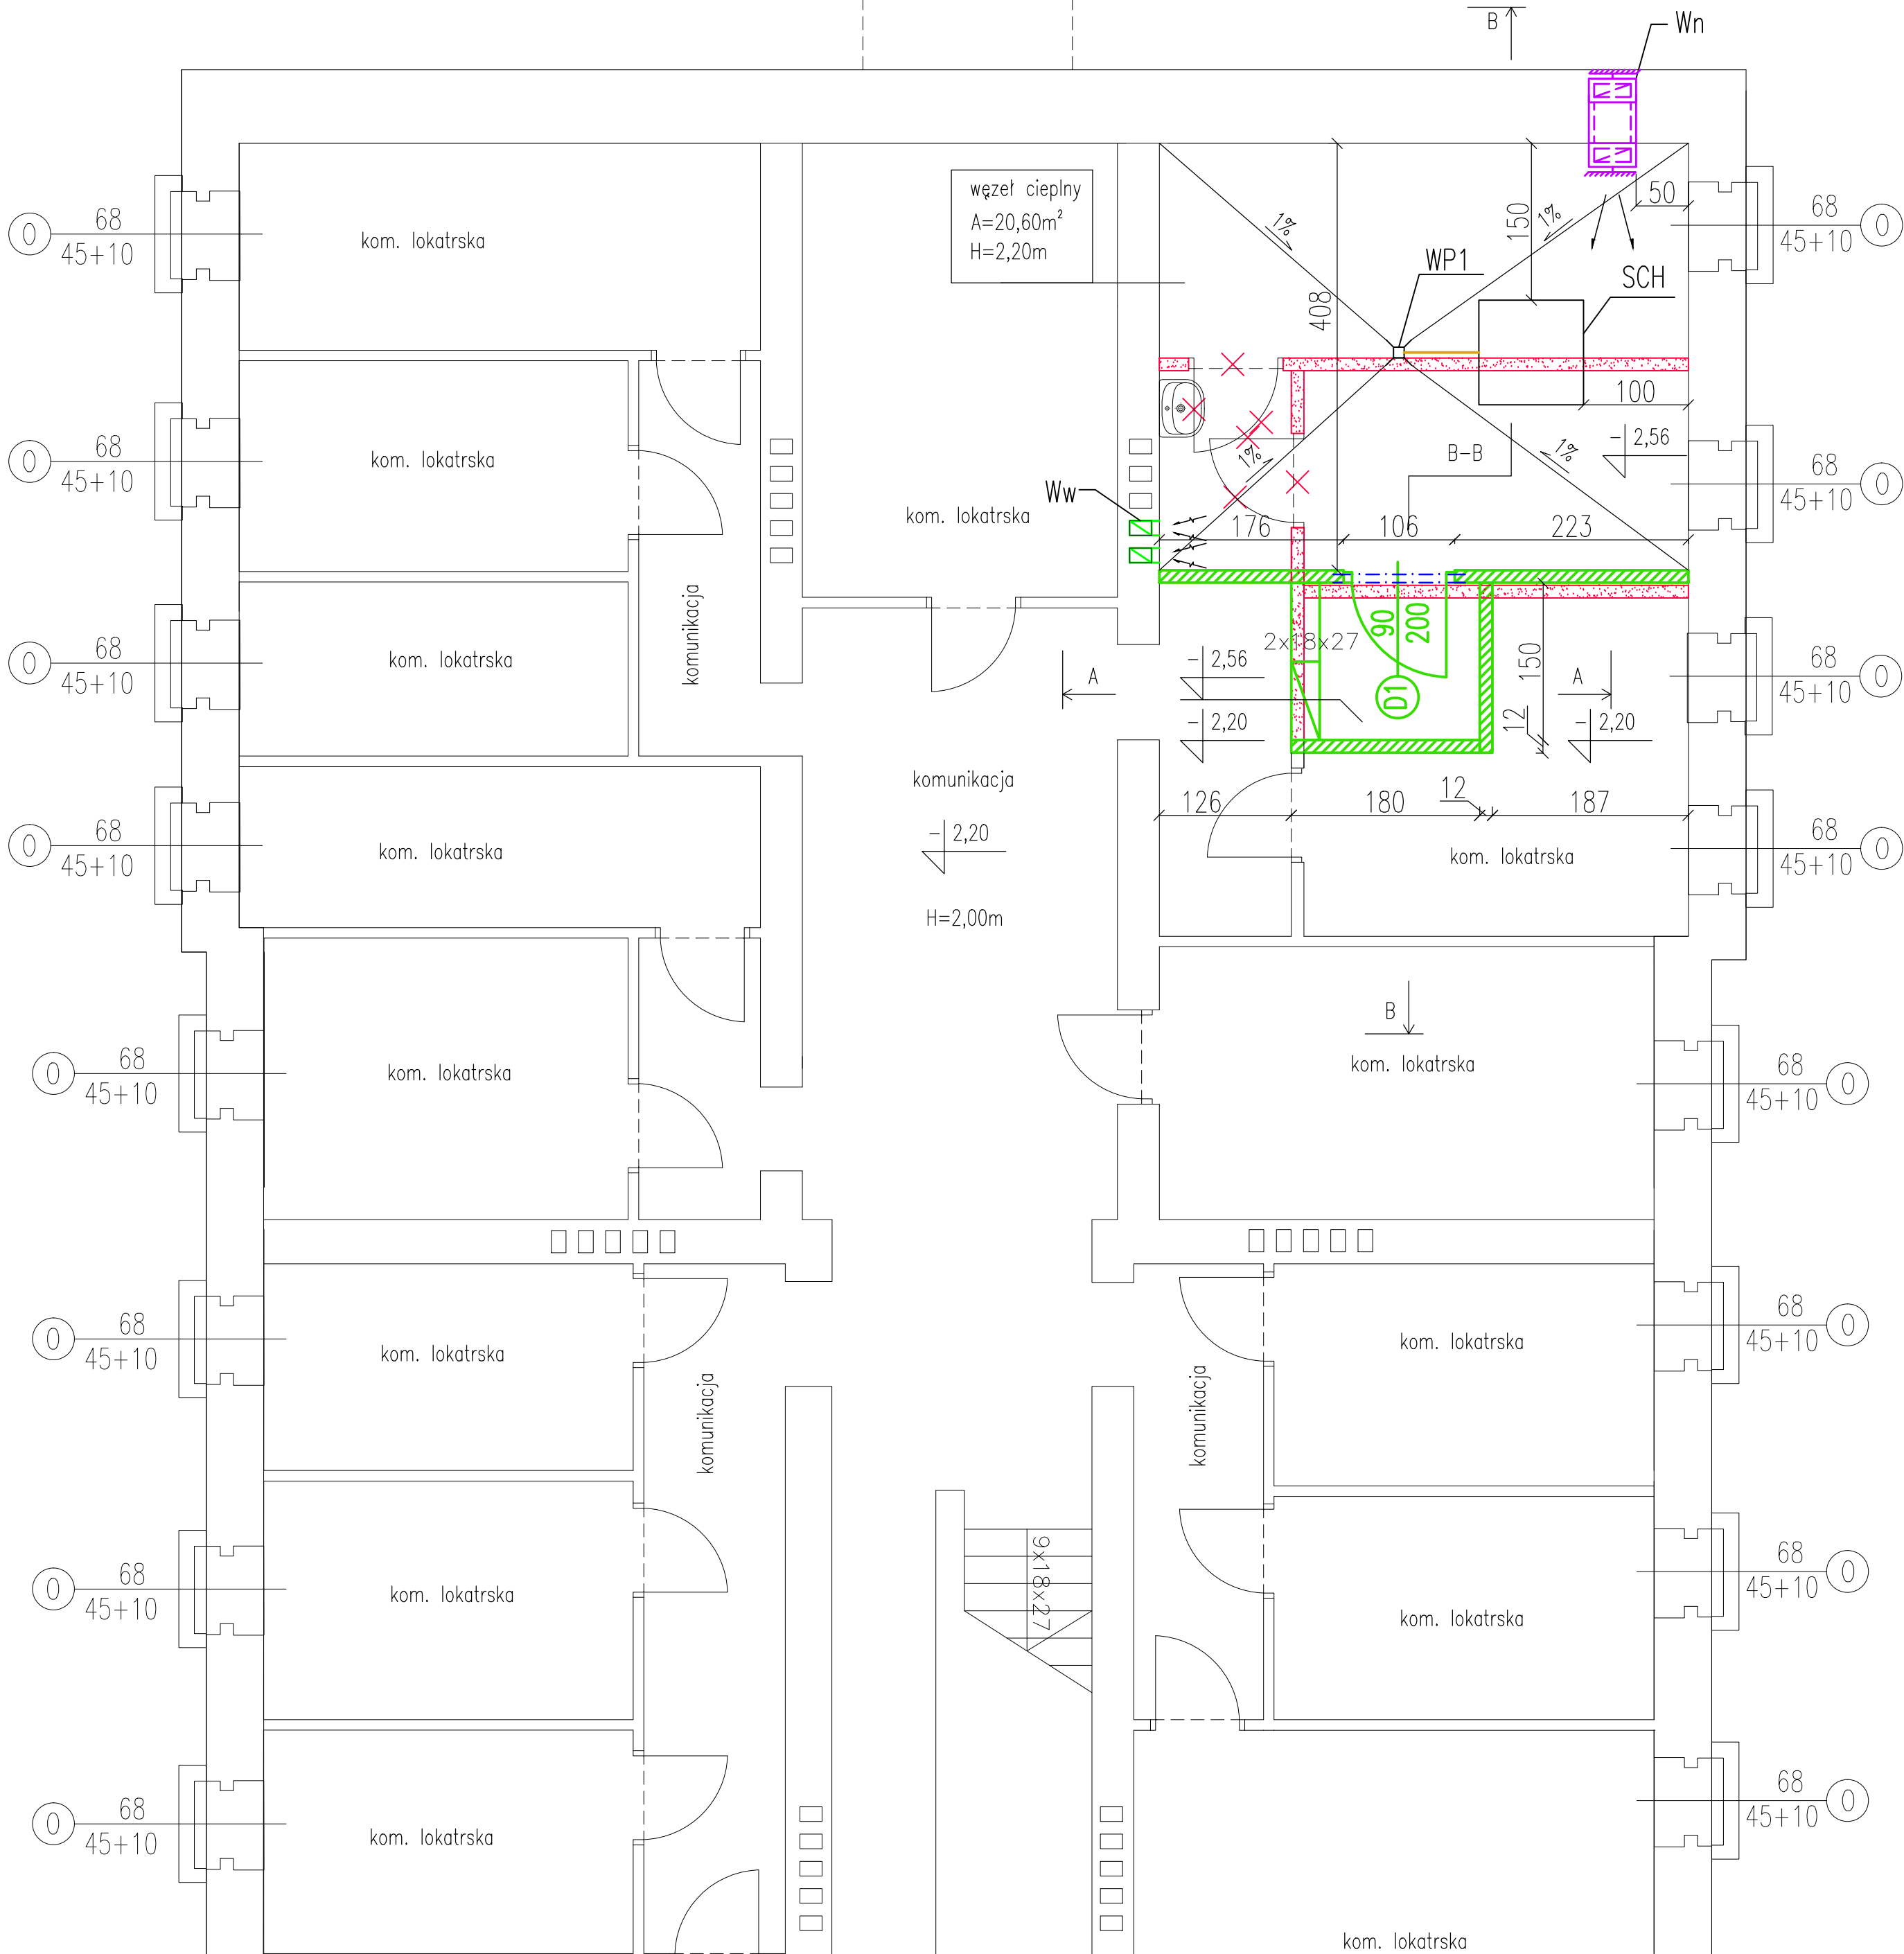 B
Wn
węzeł cieplny
A=20,60m²
H=2,20m
1%
150
1%
50
WP1
SCH
408
100
B-B
- 2,56
1%
1%
Ww
176
106
223
O
68
45+10
kom. lokatrska
O
68
45+10
kom. lokatrska
O
68
45+10
kom. lokatrska
O
68
45+10
kom. lokatrska
O
68
45+10
kom. lokatrska
O
68
45+10
kom. lokatrska
O
68
45+10
kom. lokatrska
O
68
45+10
kom. lokatrska
komunikacja
komunikacja
kom. lokatrska
komunikacja
- 2,20
H=2,00m
A
- 2,56
- 2,20
2x18x27
90
200
D1
150
12
A
- 2,20
126
180
12
187
kom. lokatrska
B
kom. lokatrska
komunikacja
kom. lokatrska
kom. lokatrska
9x18x27
kom. lokatrska
68
45+10
O
68
45+10
O
68
45+10
O
68
45+10
O
68
45+10
O
68
45+10
O
68
45+10
O
68
45+10
O